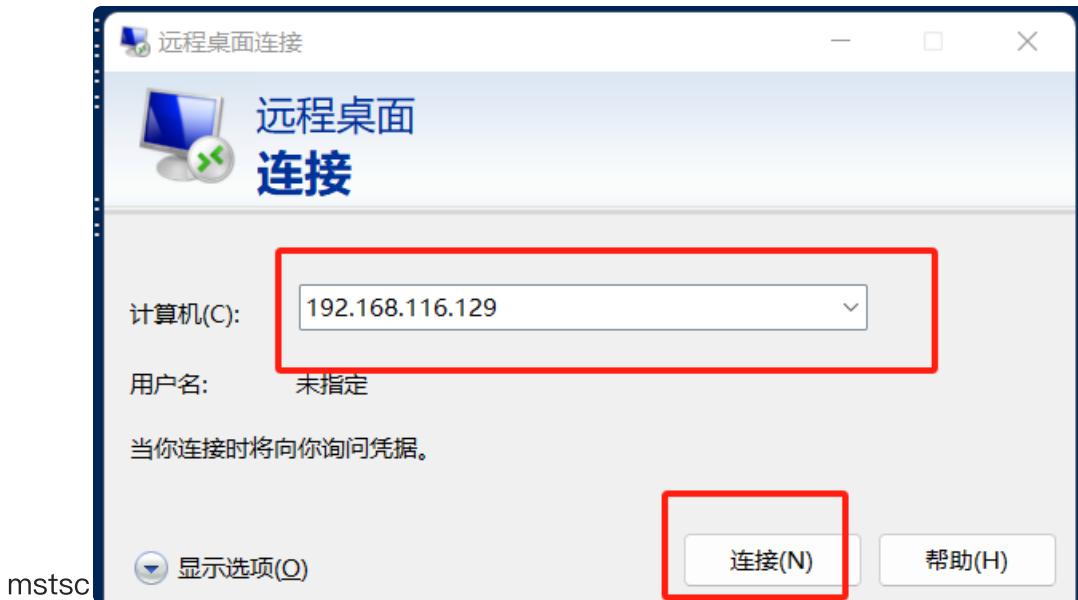 远程桌面连接
远程桌面
连接
计算机(C): 192.168.116.129
用户名: 未指定
当你连接时将向你询问凭据。
显示选项(O) 连接(N) 帮助(H)
mstsc